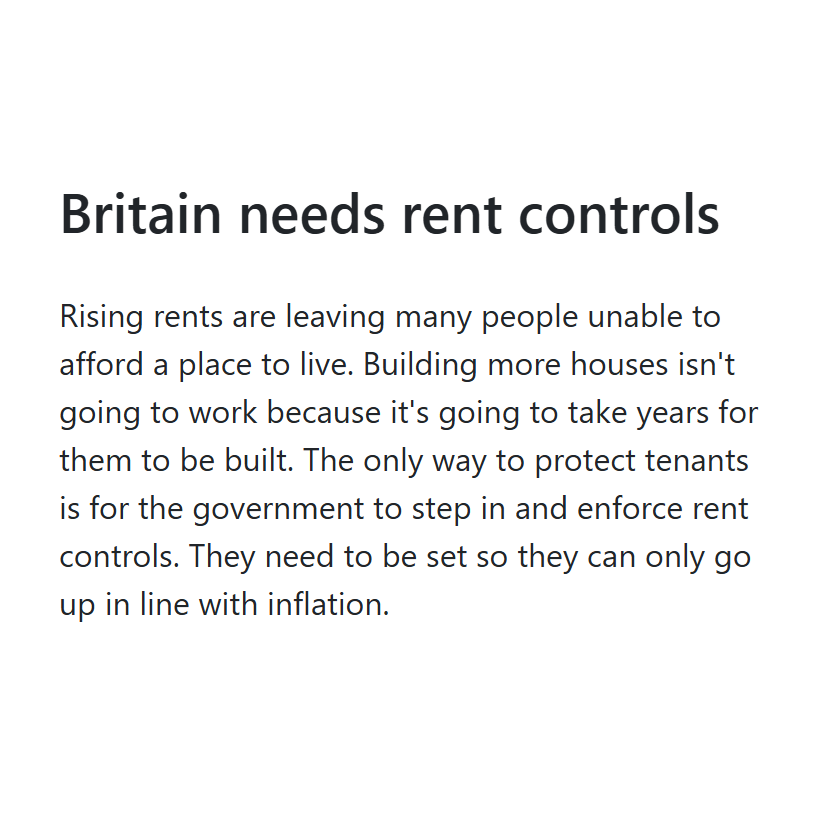 Britain needs rent controls
Rising rents are leaving many people unable to
afford a place to live. Building more houses isn't
going to work because it's going to take years for
them to be built. The only way to protect tenants
is for the government to step in and enforce rent
controls. They need to be set so they can only go
up in line with inflation.